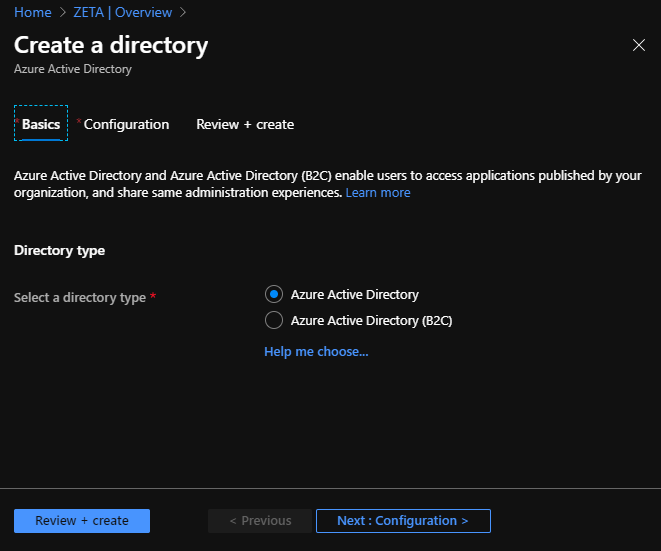 Home > ZETA | Overview >
Create a directory
Azure Active Directory
* Basics * Configuration Review + create
Azure Active Directory and Azure Active Directory (B2C) enable users to access applications published by your
organization, and share same administration experiences. Learn more
Directory type
Select a directory type *
Azure Active Directory
Azure Active Directory (B2C)
Help me choose...
Review + create < Previous Next : Configuration >